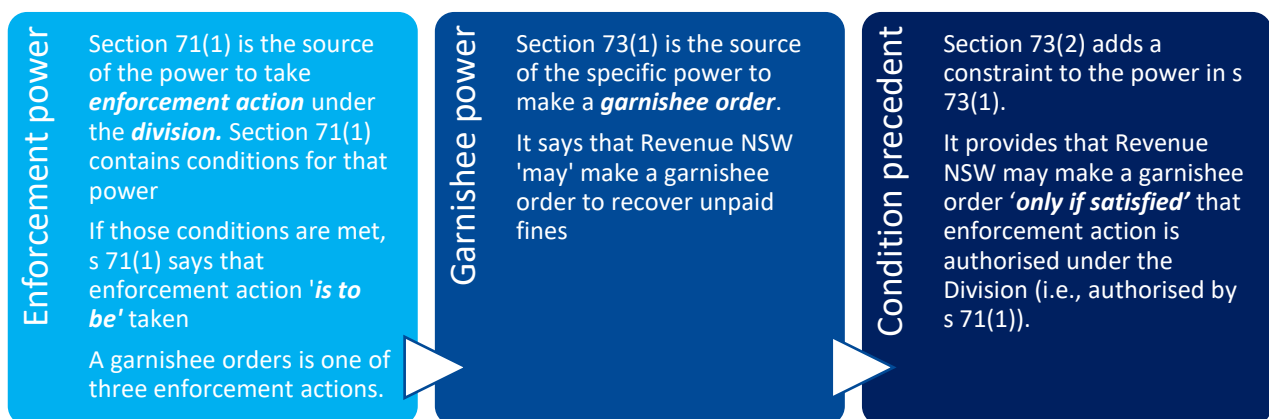 Enforcement power
Section 71(1) is the source
of the power to take
enforcement action under
the division. Section 71(1)
contains conditions for that
power
If those conditions are met,
s 71(1) says that
enforcement action 'is to
be' taken
A garnishee orders is one of
three enforcement actions.
Garnishee power
Section 73(1) is the source
of the specific power to
make a garnishee order.
It says that Revenue NSW
'may' make a garnishee
order to recover unpaid
fines
Condition precedent
Section 73(2) adds a
constraint to the power in s
73(1).
It provides that Revenue
NSW may make a garnishee
order ‘only if satisfied’ that
enforcement action is
authorised under the
Division (i.e., authorised by
s 71(1)).